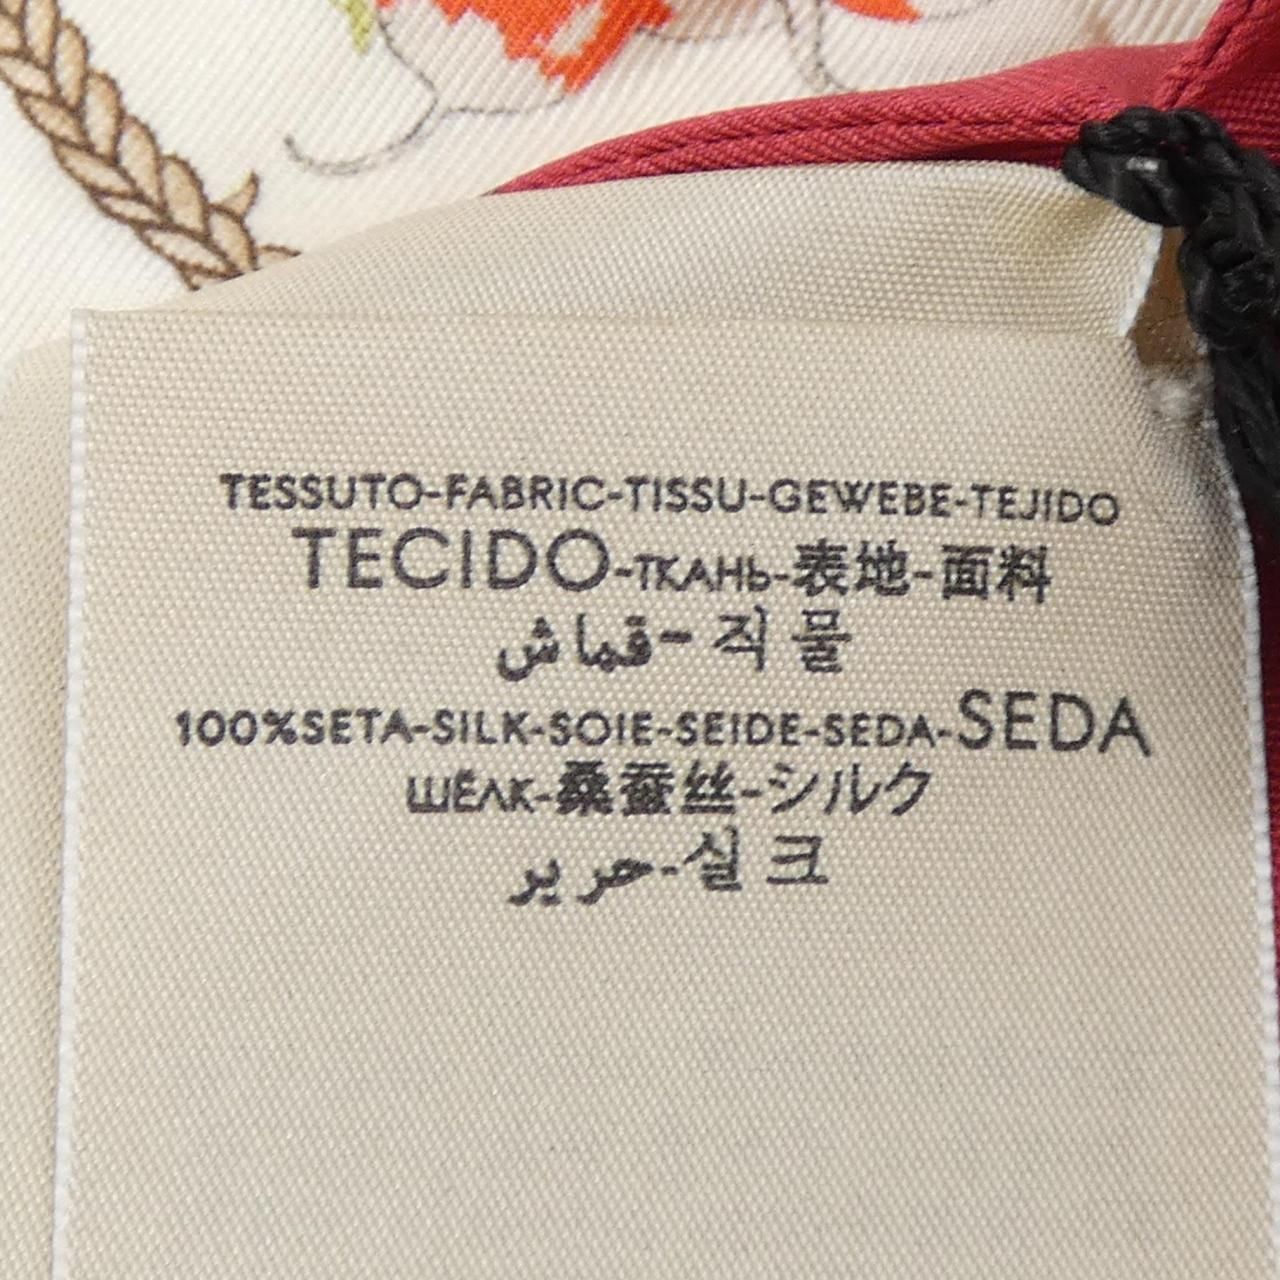 TESSUTO-FABRIC-TISSU-GEWEBE-TEJIDO
TECIDO-ТКАНЬ-表地-面料
قماش-직물
100%SETA-SILK-SOIE-SEIDE-SEDA-SEDA
ШЁЛК-桑蚕丝-シルク
حرير-실크